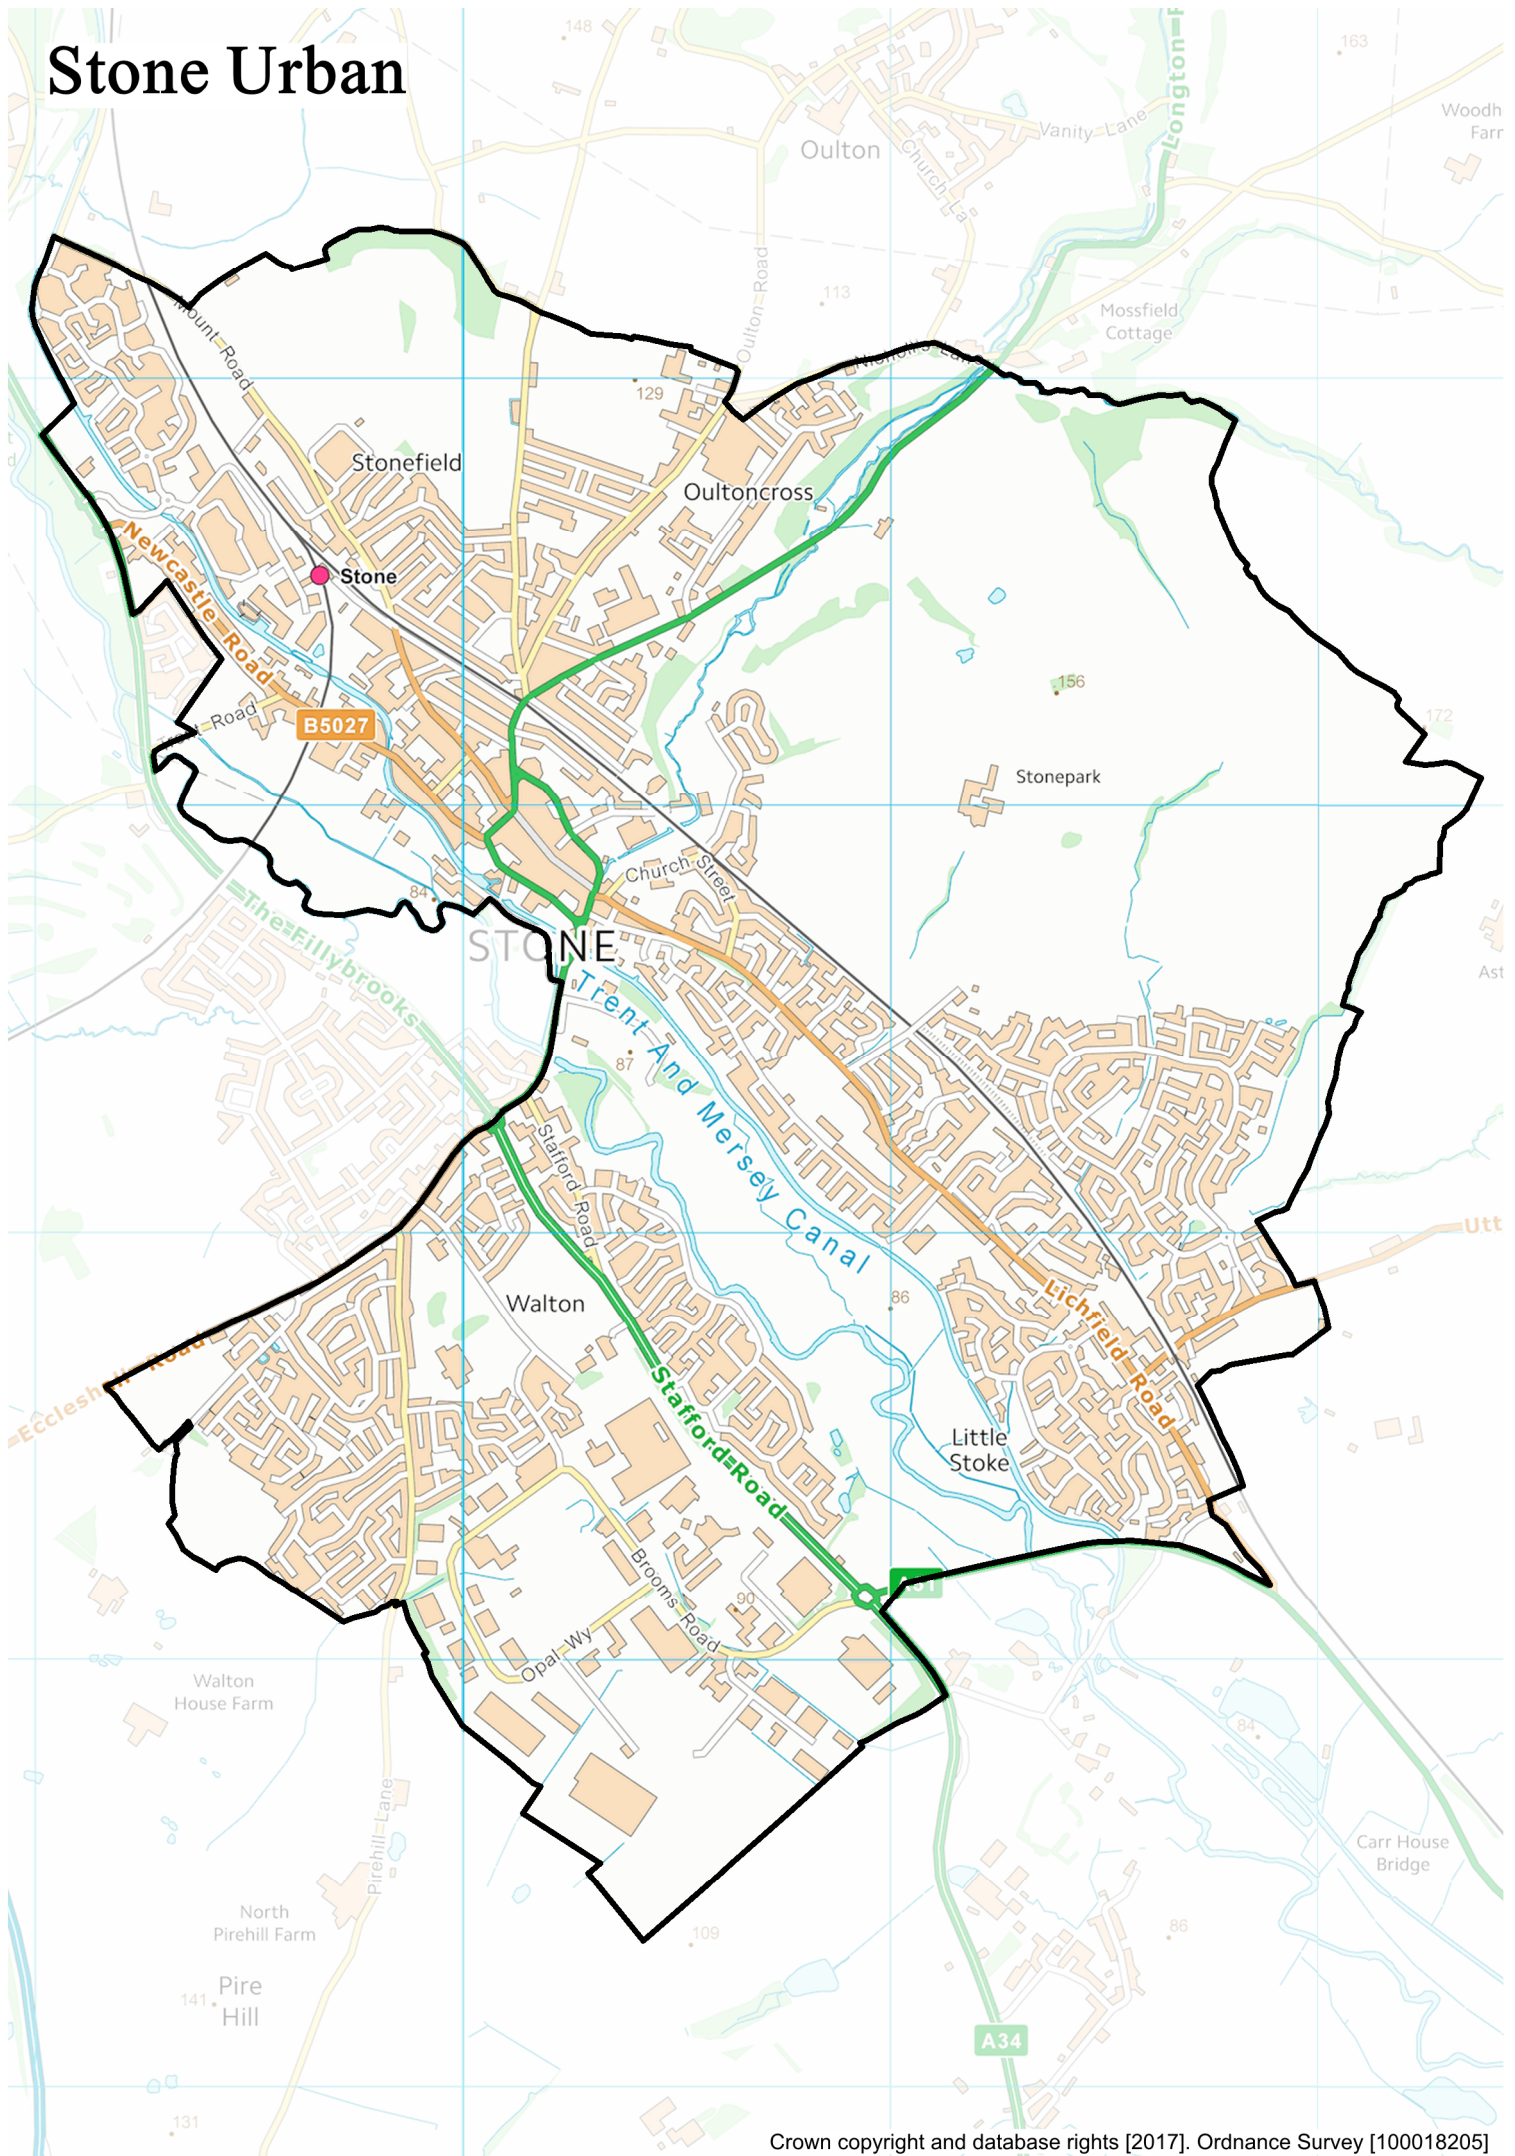 Stone Urban
148
163
Longton
Woodh
Farr
Vanity Lane
Oulton
Church La
Oulton Road
113
Mossfield
Cottage
Mount Road
Nicholls Lane
129
Stonefield
Oultoncross
Newcastle Road
Stone
156
172
Trent Road
B5027
Stonepark
Church Street
84
The Fillybrooks
STONE
Ast
Trent And Mersey Canal
87
Stafford Road
Utt
Walton
86
Lichfield Road
Eccleshall Road
Stafford Road
Little
Stoke
Brooms Road
A51
90
Opal Wy
Walton
House Farm
84
Pirehill Lane
Carr House
Bridge
North
Pirehill Farm
109
86
Pire
Hill
141
A34
131
Crown copyright and database rights [2017]. Ordnance Survey [100018205]